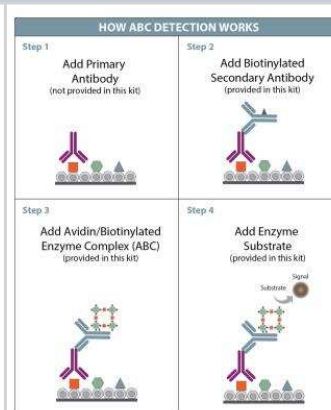 HOW ABC DETECTION WORKS
Step 1
Add Primary
Antibody
(not provided in this kit)
Step 2
Add Biotinylated
Secondary Antibody
(provided in this kit)
Step 3
Add Avidin/Biotinylated
Enzyme Complex (ABC)
(provided in this kit)
Step 4
Add Enzyme
Substrate
(provided in this kit)
Signal
Substrate